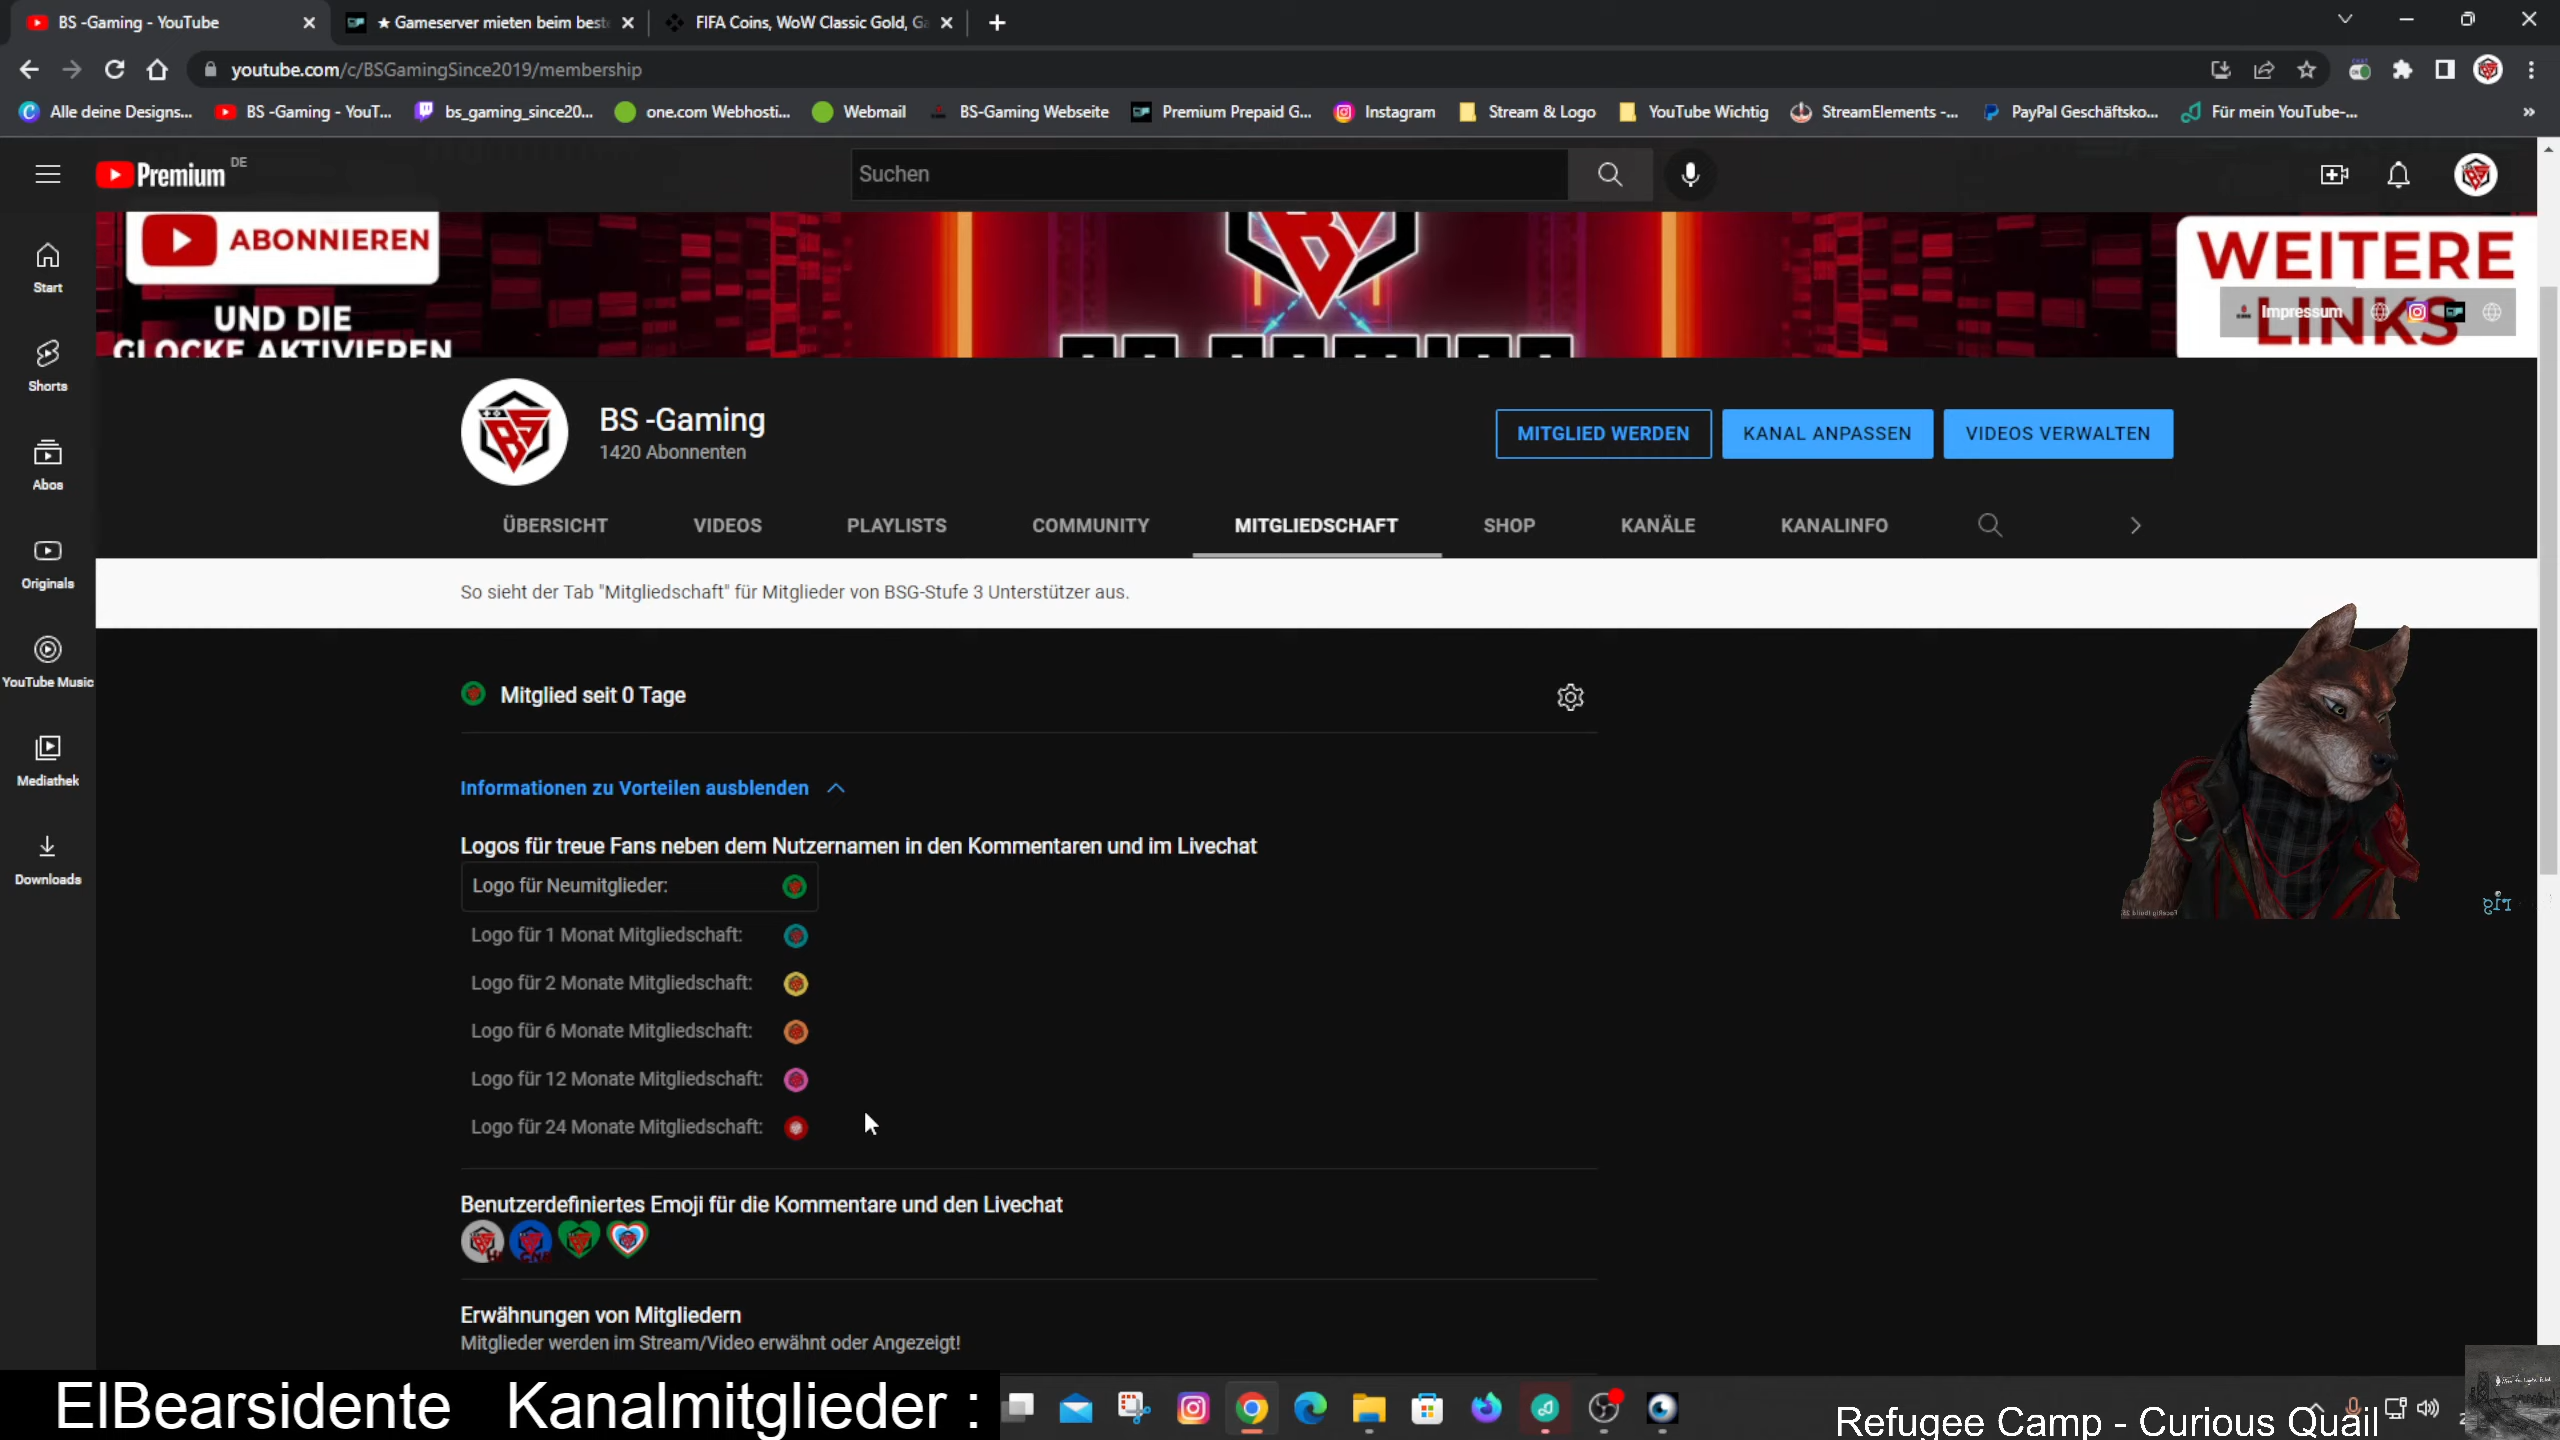 BS -Gaming - YouTube
★ Gameserver mieten beim best
FIFA Coins, WoW Classic Gold, Ga
youtube.com/c/BSGamingSince2019/membership
Alle deine Designs...
BS -Gaming - YouT...
bs_gaming_since20...
one.com Webhosti...
Webmail
BS-Gaming Webseite
Premium Prepaid G...
Instagram
Stream & Logo
YouTube Wichtig
StreamElements -...
PayPal Geschäftsko...
Für mein YouTube-...
Premium DE
Suchen
ABONNIEREN
UND DIE
GLOCKE AKTIVIEREN
WEITERE
LINKS
Impressum
Start
Shorts
Abos
Originals
YouTube Music
Mediathek
Downloads
BS -Gaming
1420 Abonnenten
MITGLIED WERDEN
KANAL ANPASSEN
VIDEOS VERWALTEN
ÜBERSICHT
VIDEOS
PLAYLISTS
COMMUNITY
MITGLIEDSCHAFT
SHOP
KANÄLE
KANALINFO
So sieht der Tab "Mitgliedschaft" für Mitglieder von BSG-Stufe 3 Unterstützer aus.
Mitglied seit 0 Tage
Informationen zu Vorteilen ausblenden
Logos für treue Fans neben dem Nutzernamen in den Kommentaren und im Livechat
Logo für Neumitglieder:
Logo für 1 Monat Mitgliedschaft:
Logo für 2 Monate Mitgliedschaft:
Logo für 6 Monate Mitgliedschaft:
Logo für 12 Monate Mitgliedschaft:
Logo für 24 Monate Mitgliedschaft:
Benutzerdefiniertes Emoji für die Kommentare und den Livechat
Erwähnungen von Mitgliedern
Mitglieder werden im Stream/Video erwähnt oder Angezeigt!
ElBearsidente Kanalmitglieder :
Refugee Camp - Curious Quail